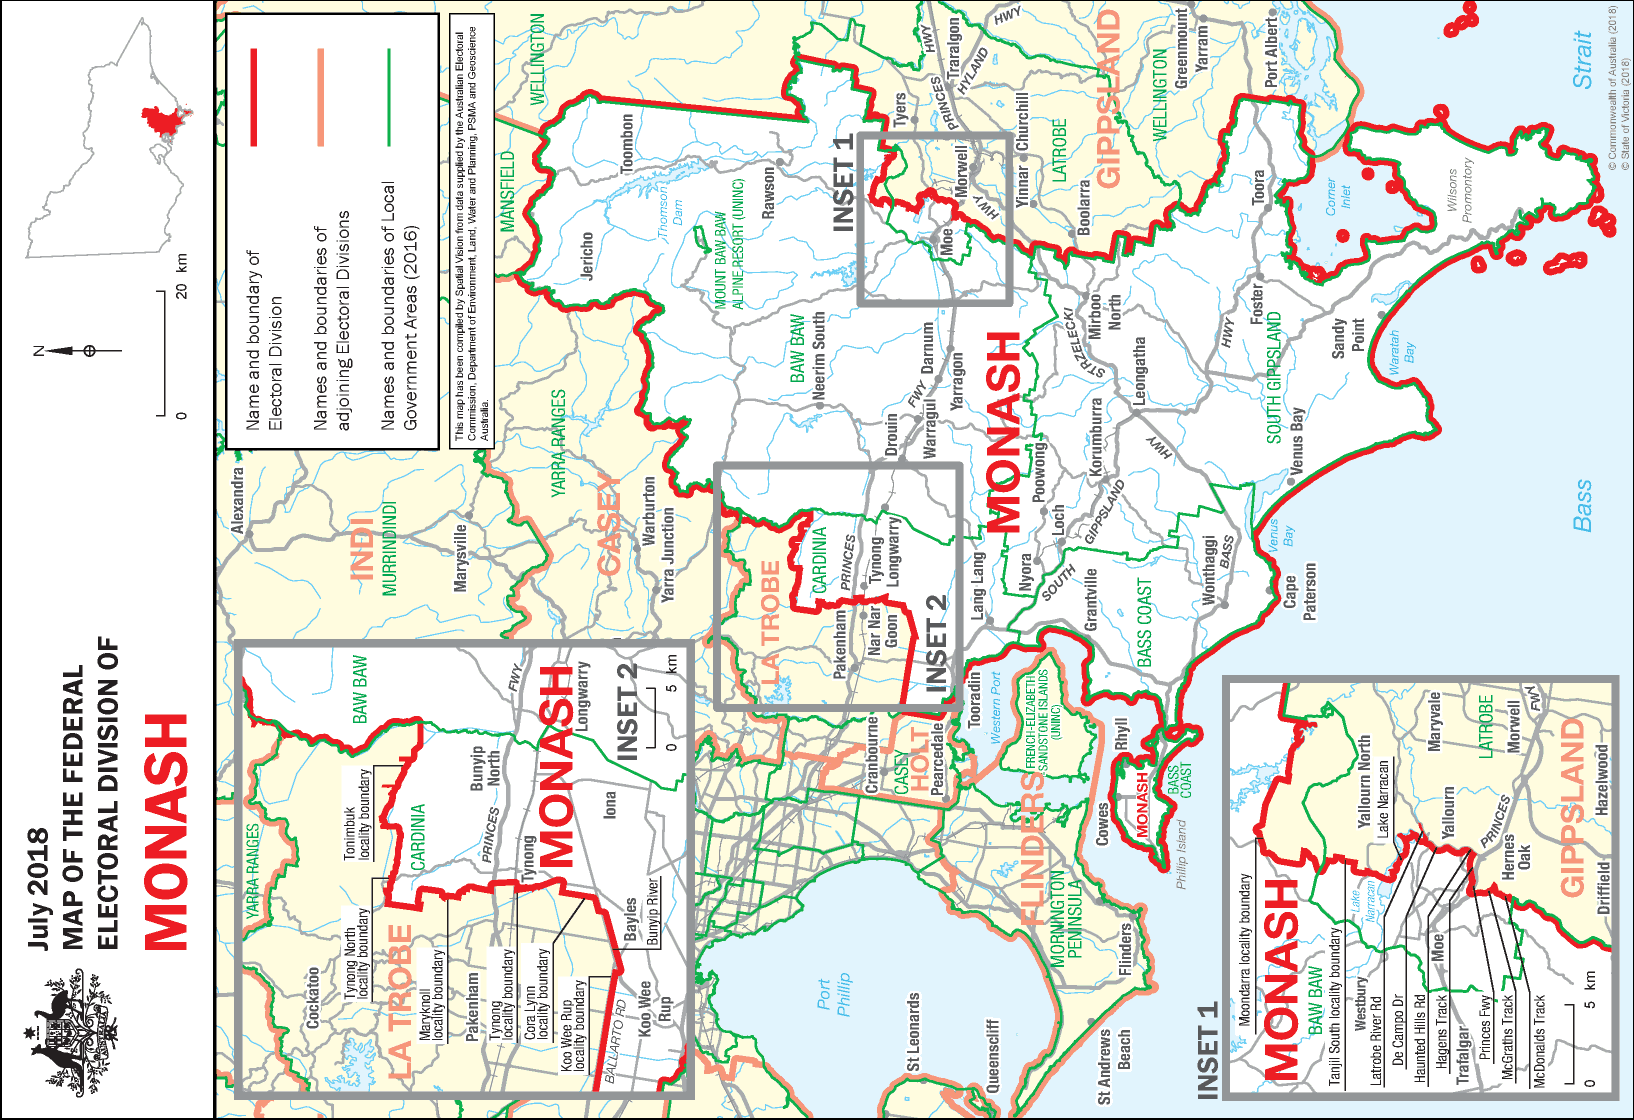 July 2018
MAP OF THE FEDERAL
ELECTORAL DIVISION OF
MONASH
N
0
20
km
Name and boundary of
Electoral Division
Names and boundaries of
adjoining Electoral Divisions
Names and boundaries of Local
Government Areas (2016)
This map has been compiled by Spatial Vision from data supplied by the Australian Electoral
Commission, Department of Environment, Land, Water and Planning, PSMA and Geoscience
Australia.
Alexandra
INDI
MURRINDINDI
Marysville
YARRA RANGES
CASEY
Warburton
Yarra Junction
MANSFIELD
WELLINGTON
Jericho
Toombon
Thomson
Dam
MOUNT BAW BAW
ALPINE RESORT (UNINC)
Rawson
BAW BAW
Neerim South
INSET 1
Tyers
PRINCES
HWY
Traralgon
HYLAND
HWY
Morwell
Moe
HWY
Churchill
Yinnar
LATROBE
Boolarra
GIPPSLAND
WELLINGTON
Greenmount
Yarram
Port Albert
LA TROBE
CARDINIA
PRINCES
Tynong
Longwarry
Pakenham
Nar Nar
Goon
INSET 2
Drouin
FWY
Warragul
Darnum
Yarragon
MONASH
Poowong
Loch
Nyora
Lang Lang
SOUTH
GIPPSLAND
HWY
Korumburra
Leongatha
STRZELECKI
Mirboo
North
HWY
Foster
Toora
SOUTH GIPPSLAND
Sandy
Point
Waratah
Bay
Corner
Inlet
Wilsons
Promontory
Venus Bay
Venus
Bay
Cape
Paterson
Wonthaggi
BASS
BASS COAST
Grantville
Tooradin
Western Port
FRENCH-ELIZABETH-
SANDSTONE ISLANDS
(UNINC)
Cranbourne
CASEY
HOLT
Pearcedale
FLINDERS
MORNINGTON
PENINSULA
Flinders
Cowes
Rhyll
MONASH
BASS
COAST
Phillip Island
Port
Phillip
St Leonards
Queenscliff
St Andrews
Beach
Bass
Strait
© Commonwealth of Australia (2018)
© State of Victoria (2018)
YARRA RANGES
BAW BAW
Tonimbuk
locality boundary
CARDINIA
Bunyip
North
PRINCES
FWY
Longwarry
MONASH
INSET 2
0
5
km
Tynong
Iona
Cockatoo
Tynong North
locality boundary
LA TROBE
Maryknoll
locality boundary
Pakenham
Tynong
locality boundary
Cora Lynn
locality boundary
Koo Wee Rup
locality boundary
BALLARTO RD
Koo Wee
Rup
Bayles
Bunyip River
INSET 1
Moondarra locality boundary
MONASH
BAW BAW
Tanjil South locality boundary
Westbury
Latrobe River Rd
De Campo Dr
Haunted Hills Rd
Hagens Track
Trafalgar
Princes Fwy
McGraths Track
McDonalds Track
0
5
km
Lake
Narracan
Moe
Yallourn North
Lake Narracan
Maryvale
Yallourn
LATROBE
Morwell
PRINCES
FWY
Hernes
Oak
GIPPSLAND
Driffield
Hazelwood